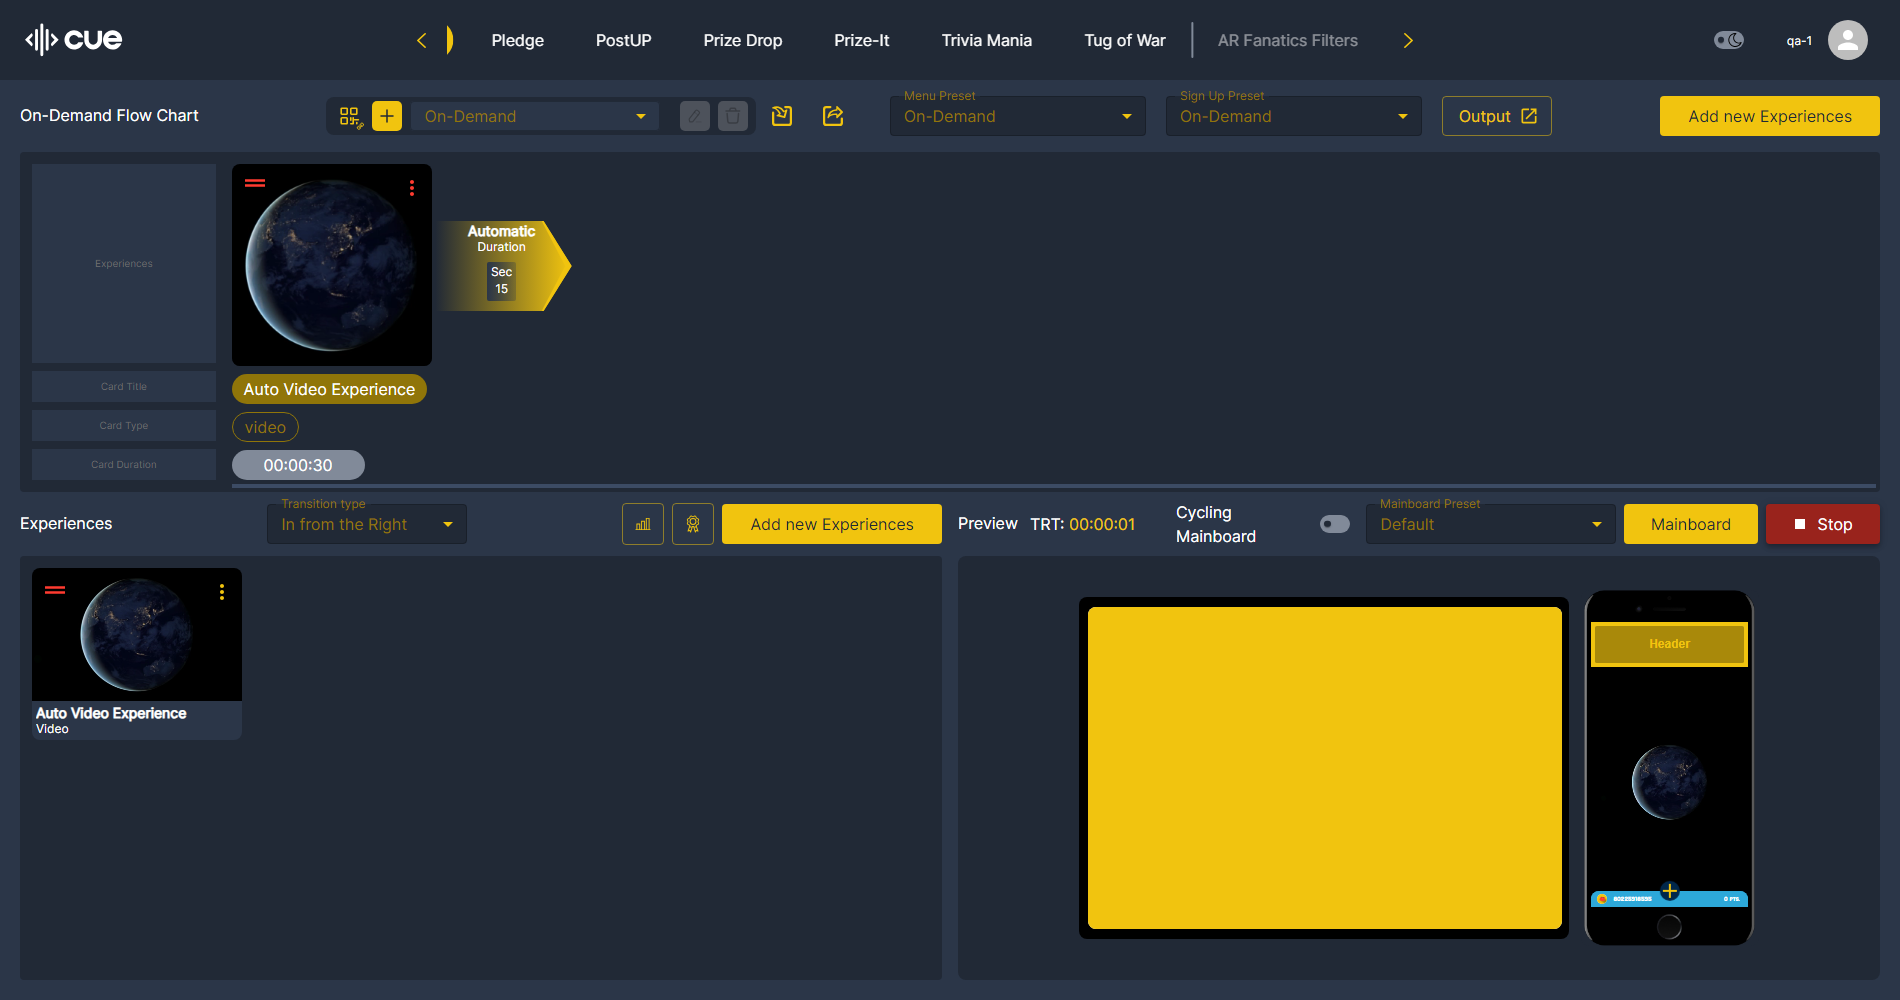 cue
Pledge
PostUP
Prize Drop
Prize-It
Trivia Mania
Tug of War
AR Fanatics Filters
qa-1
On-Demand Flow Chart
On-Demand
Menu Preset
On-Demand
Sign Up Preset
On-Demand
Output
Add new Experiences
Experiences
Automatic
Duration
Sec
15
Card Title
Auto Video Experience
Card Type
video
Card Duration
00:00:30
Experiences
Transition type
In from the Right
Add new Experiences
Preview
TRT: 00:00:01
Cycling
Mainboard
Mainboard Preset
Default
Mainboard
Stop
Auto Video Experience
Video
Header
0 PTS.